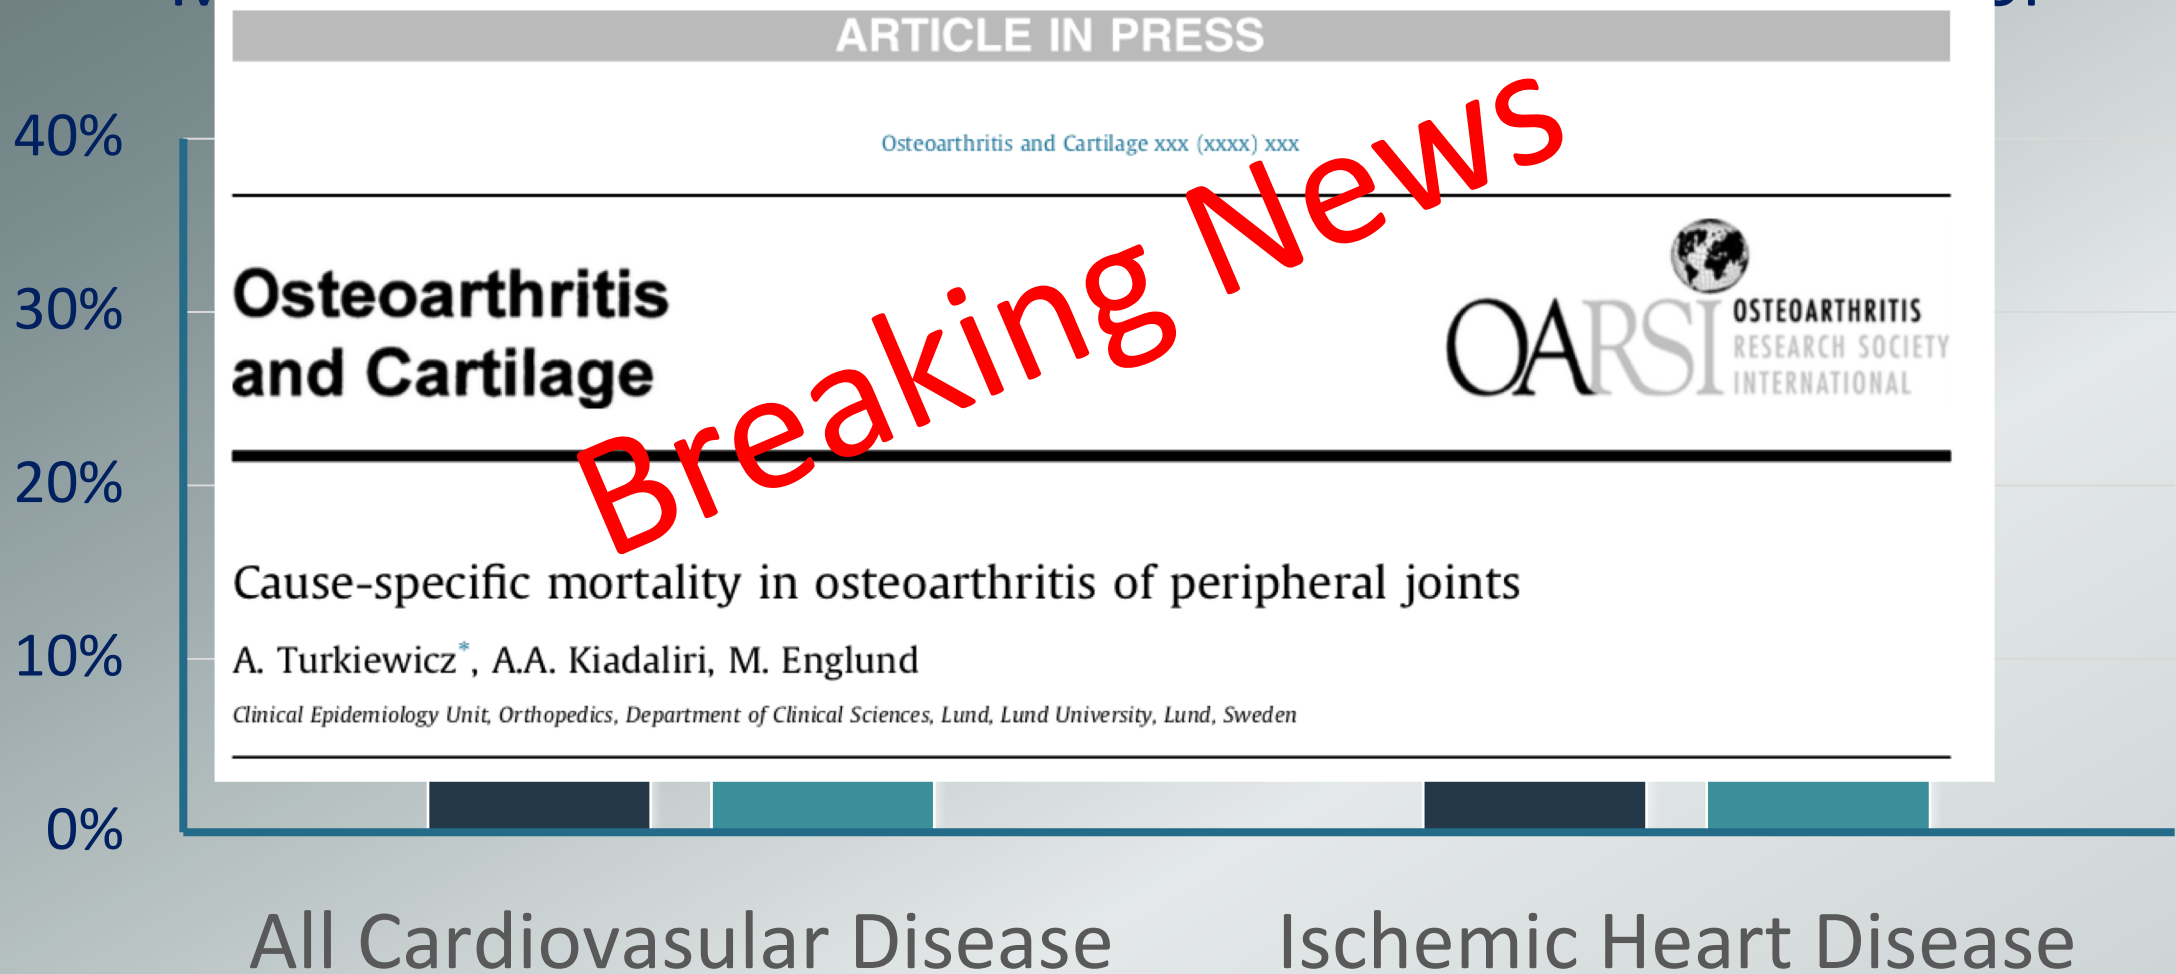 ARTICLE IN PRESS
Osteoarthritis and Cartilage xxx (xxxx) xxx
Breaking News
Osteoarthritis
and Cartilage
OARSI
OSTEOARTHRITIS
RESEARCH SOCIETY
INTERNATIONAL
Cause-specific mortality in osteoarthritis of peripheral joints
A. Turkiewicz*, A.A. Kiadaliri, M. Englund
Clinical Epidemiology Unit, Orthopedics, Department of Clinical Sciences, Lund, Lund University, Lund, Sweden
40%
30%
20%
10%
0%
All Cardiovasular Disease
Ischemic Heart Disease